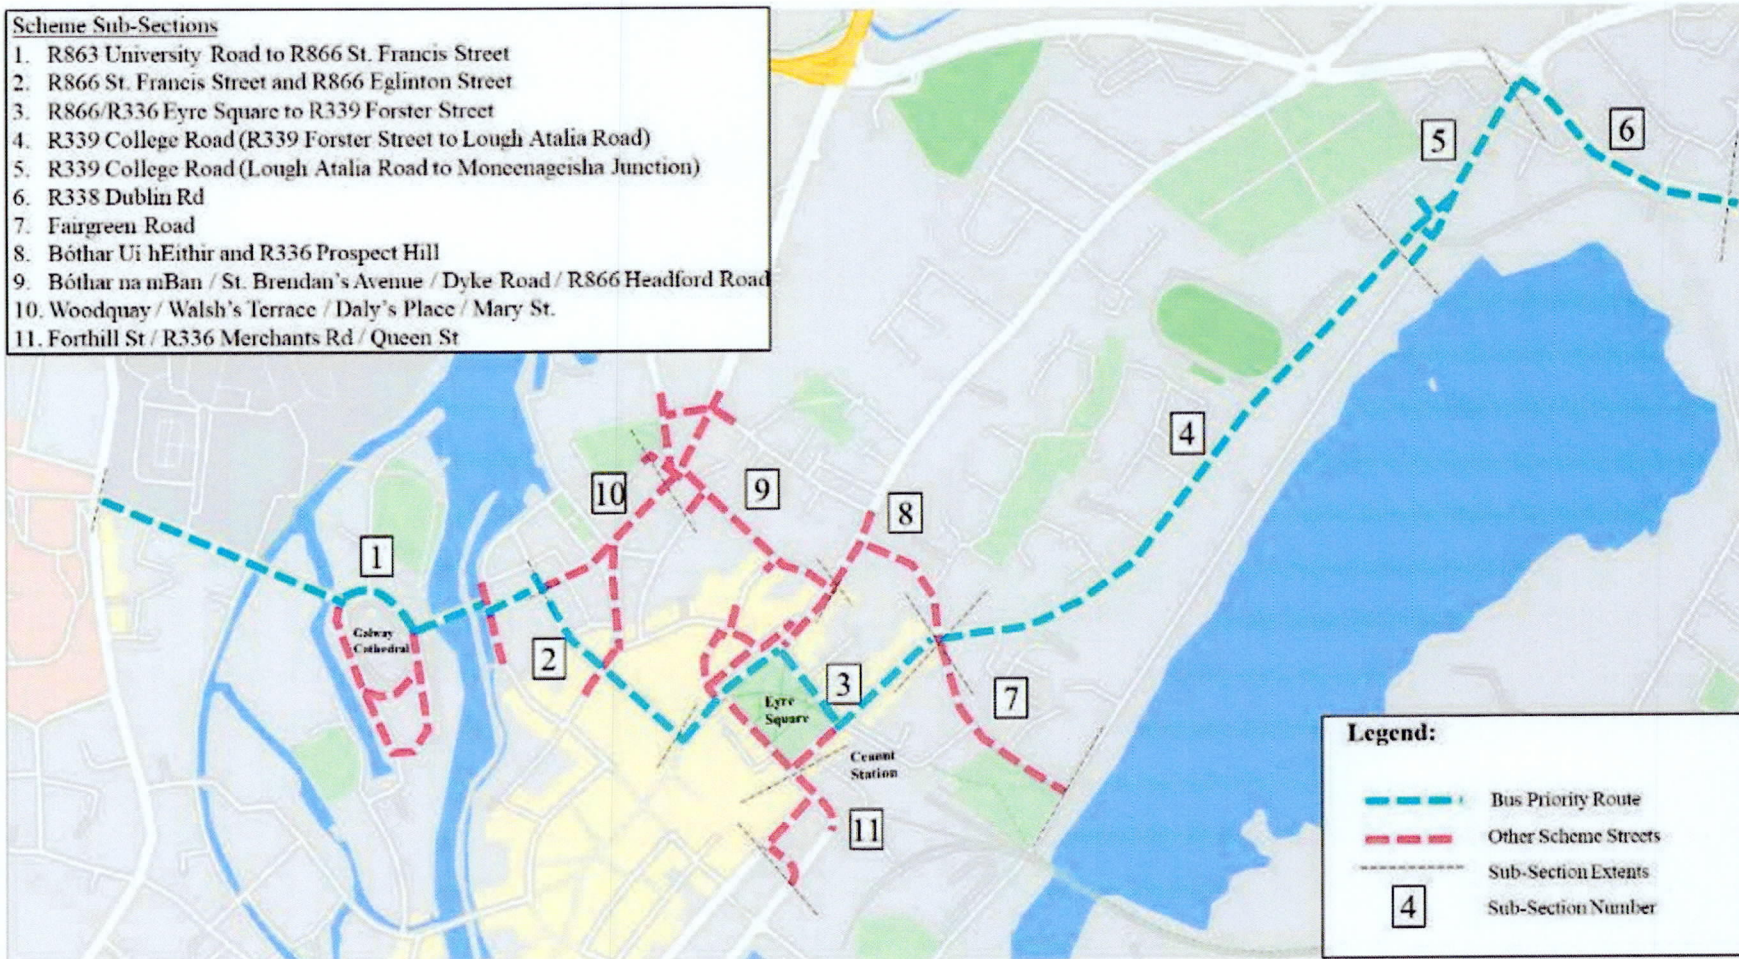 Scheme Sub-Sections
1. R863 University Road to R866 St. Francis Street
2. R866 St. Francis Street and R866 Eglinton Street
3. R866/R336 Eyre Square to R339 Forster Street
4. R339 College Road (R339 Forster Street to Lough Atalia Road)
5. R339 College Road (Lough Atalia Road to Moneenageisha Junction)
6. R338 Dublin Rd
7. Fairgreen Road
8. Bóthar Uí hEithir and R336 Prospect Hill
9. Bóthar na mBan / St. Brendan's Avenue / Dyke Road / R866 Headford Road
10. Woodquay / Walsh's Terrace / Daly's Place / Mary St.
11. Forthill St / R336 Merchants Rd / Queen St
5
6
4
10
9
8
1
Galway
Cathedral
2
3
7
Eyre
Square
Ceannt
Station
11
Legend:
Bus Priority Route
Other Scheme Streets
Sub-Section Extents
4
Sub-Section Number